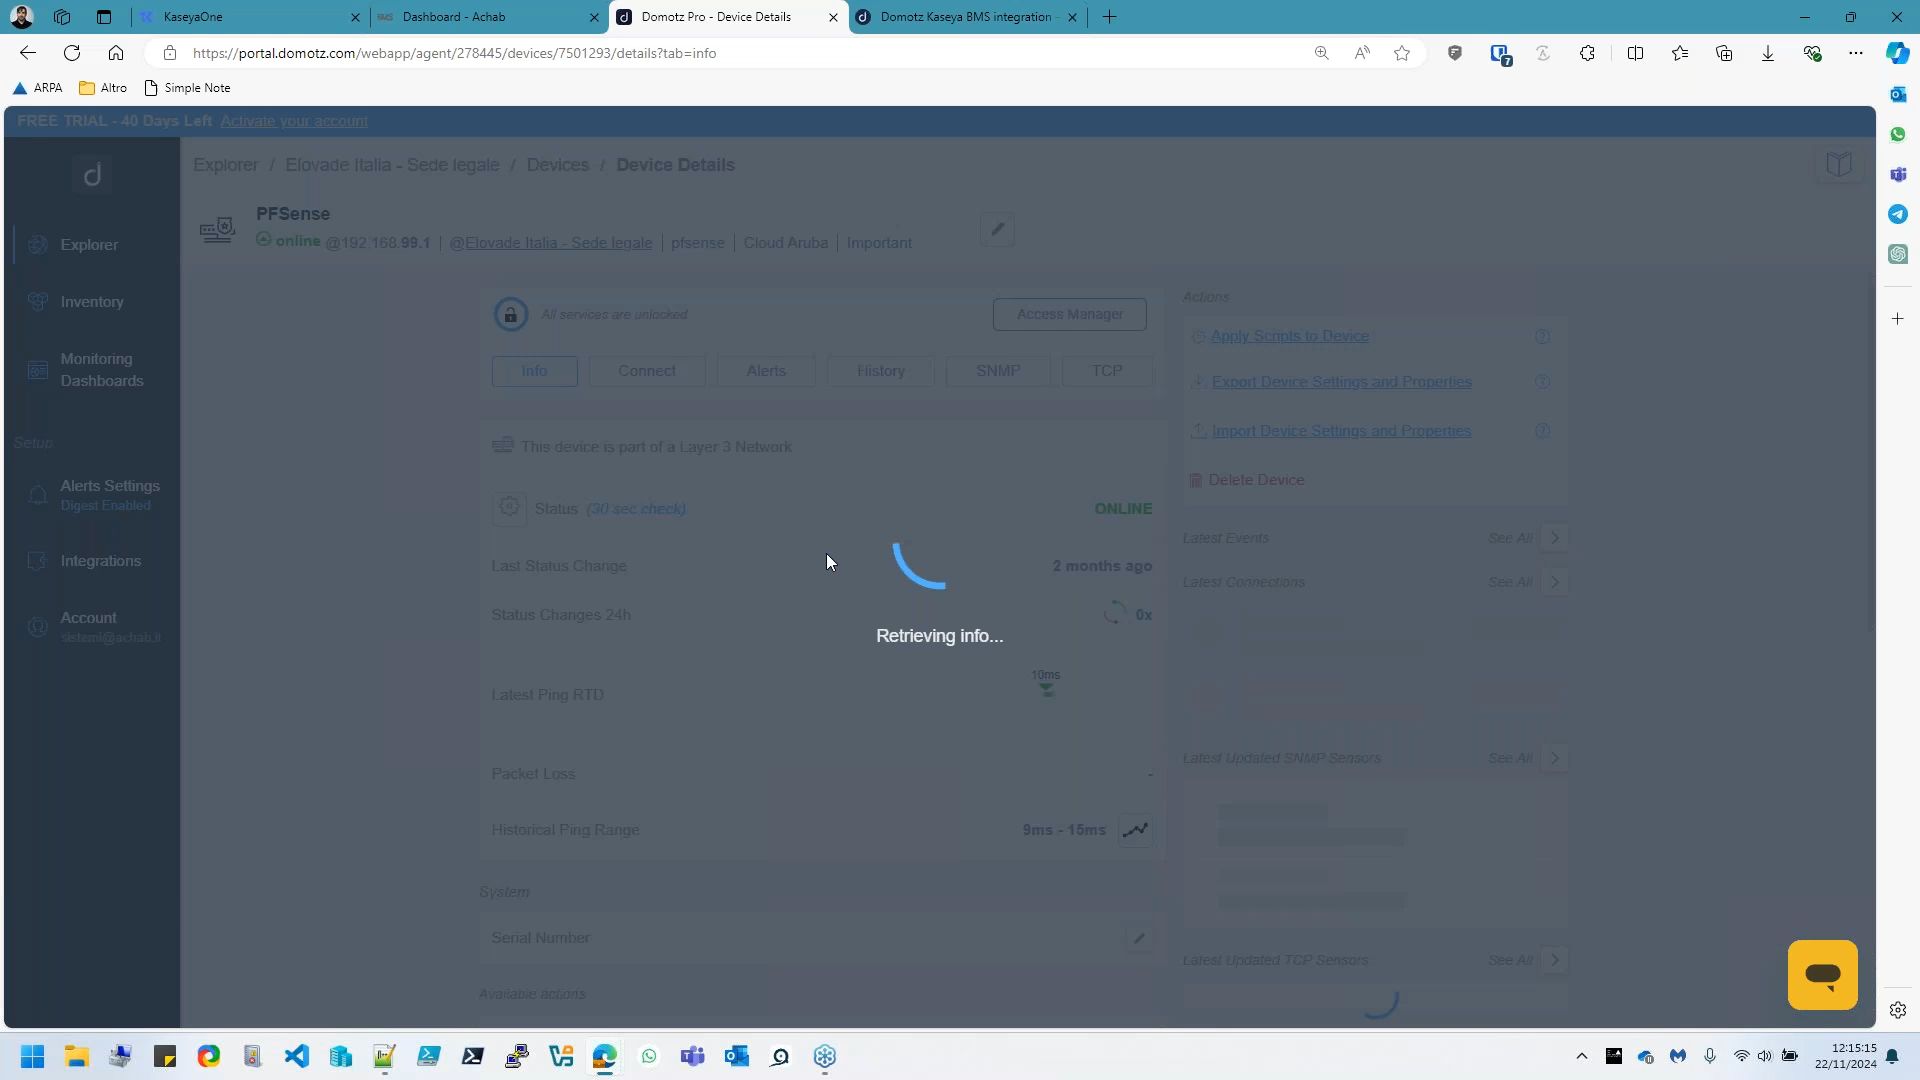 KaseyaOne
BMS Dashboard - Achab
Domotz Pro - Device Details
Domotz Kaseya BMS integration -
https://portal.domotz.com/webapp/agent/278445/devices/7501293/details?tab=info
7
ARPA
Altro
Simple Note
FREE TRIAL - 40 Days Left Activate your account
Explorer / Elovade Italia - Sede legale / Devices / Device Details
PFSense
online @192.168.99.1 | @Elovade Italia - Sede legale | pfsense | Cloud Aruba | Important
Explorer
Inventory
Monitoring
Dashboards
Setup
Alerts Settings
Digest Enabled
Integrations
Account
sistemi@achab.it
All services are unlocked
Access Manager
Info
Connect
Alerts
History
SNMP
TCP
This device is part of a Layer 3 Network
Status (30 sec check)
ONLINE
Last Status Change
2 months ago
Status Changes 24h
0x
Latest Ping RTD
10ms
Packet Loss
-
Historical Ping Range
9ms - 15ms
System
Serial Number
Available actions
Retrieving info...
Actions
Apply Scripts to Device
Export Device Settings and Properties
Import Device Settings and Properties
Delete Device
Latest Events
See All
Latest Connections
See All
Latest Updated SNMP Sensors
See All
Latest Updated TCP Sensors
See All
12:15:15
22/11/2024